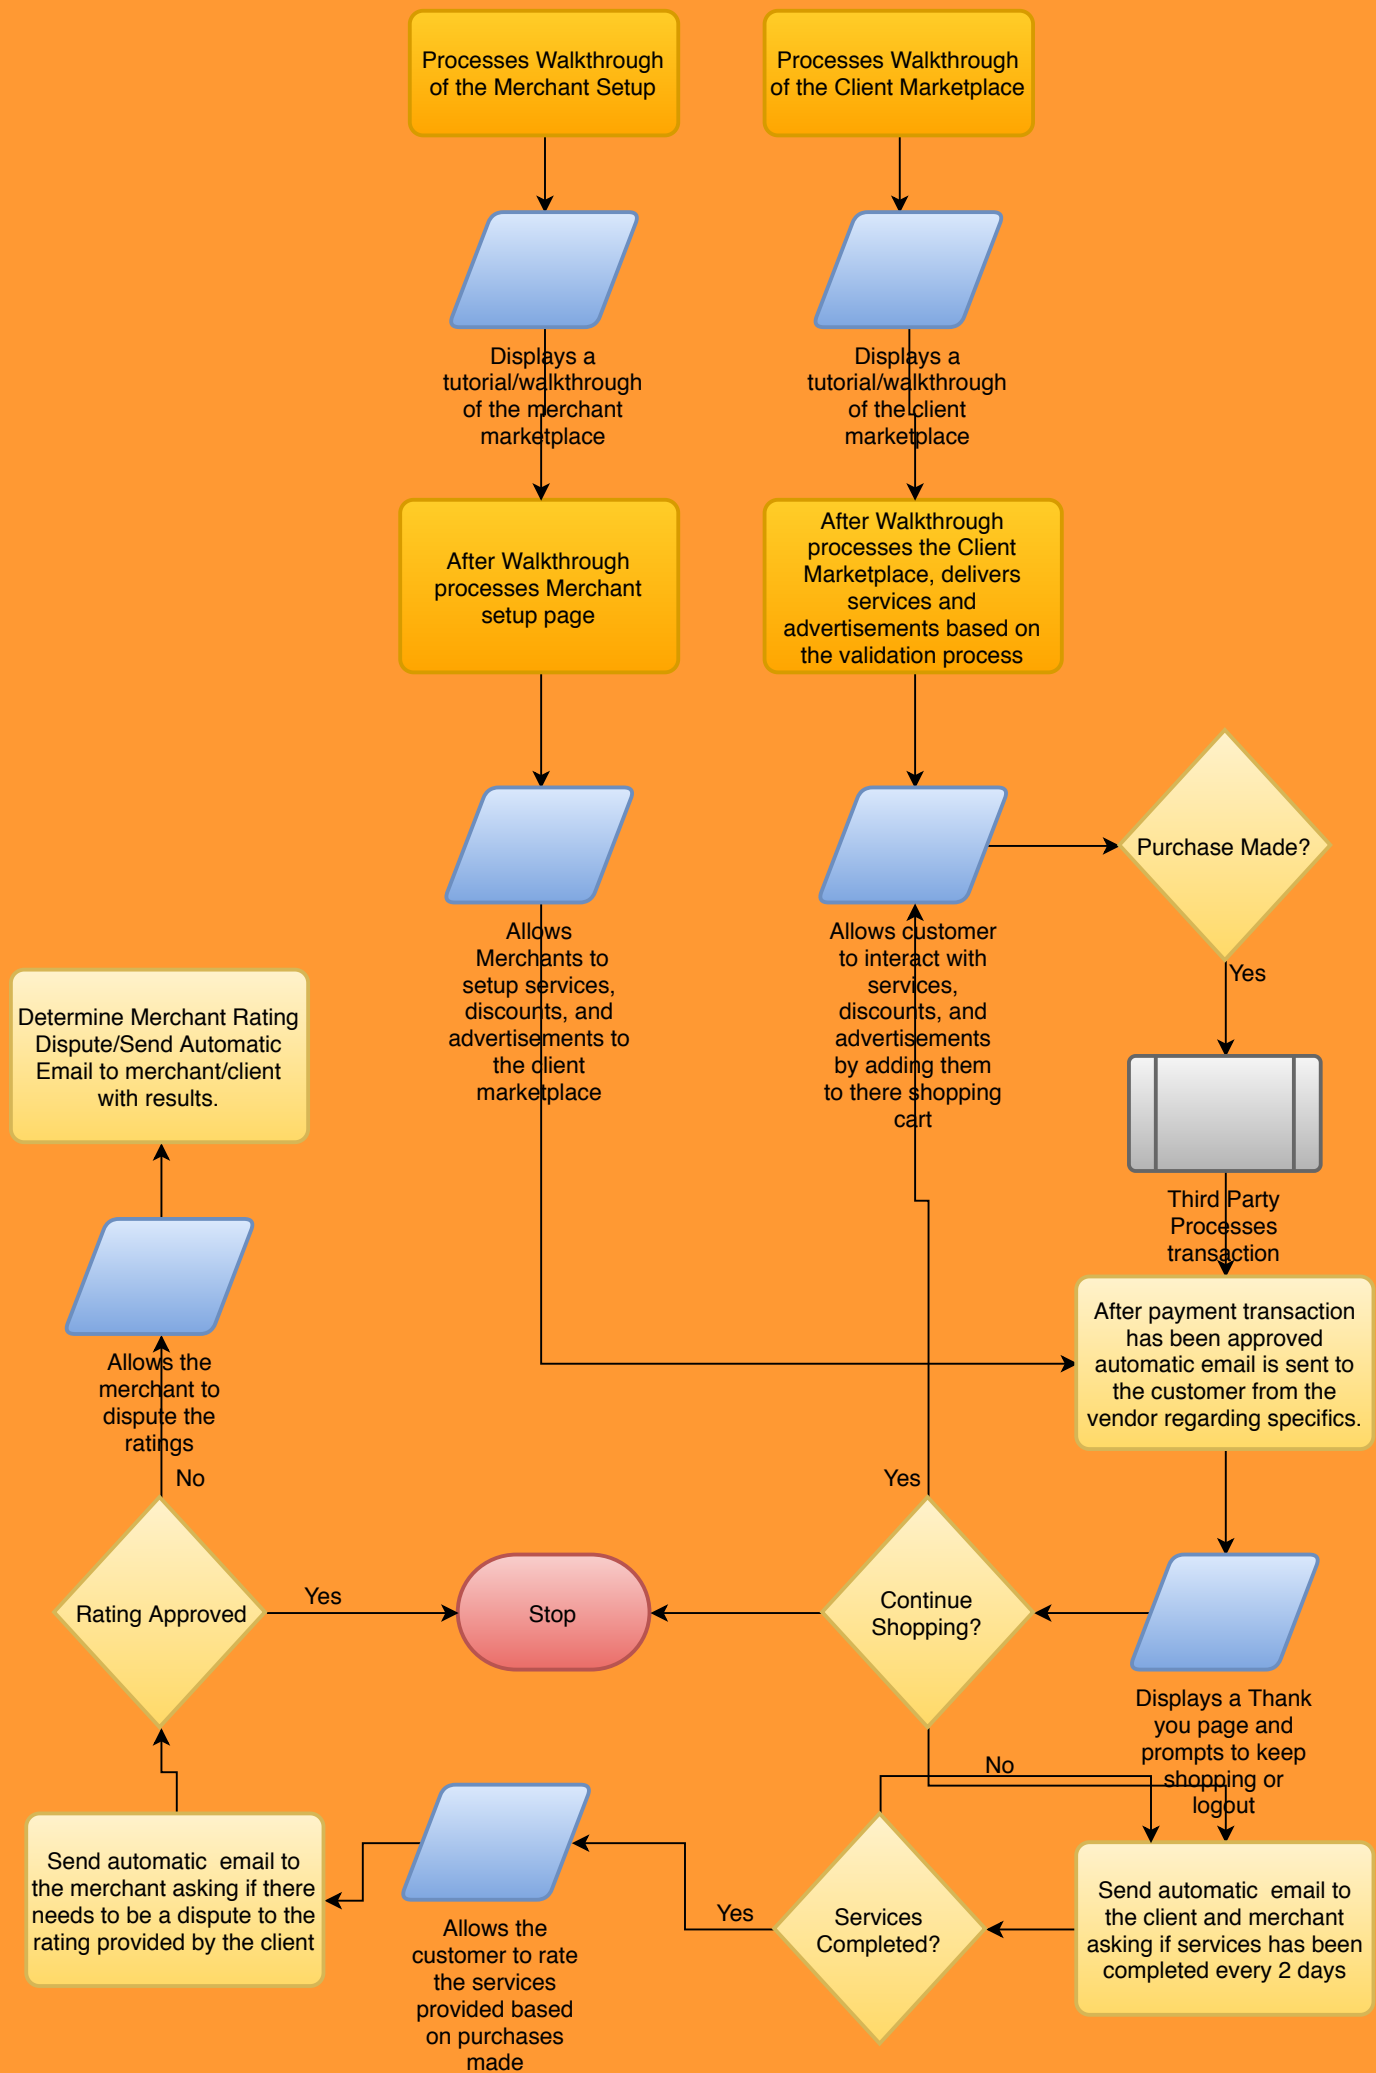 Processes Walkthrough
of the Merchant Setup
Processes Walkthrough
of the Client Marketplace
Displays a
tutorial/walkthrough
of the merchant
marketplace
Displays a
tutorial/walkthrough
of the client
marketplace
After Walkthrough
processes Merchant
setup page
After Walkthrough
processes the Client
Marketplace, delivers
services and
advertisements based on
the validation process
Purchase Made?
Yes
Allows
Merchants to
setup services,
discounts, and
advertisements to
the client
marketplace
Allows customer
to interact with
services,
discounts, and
advertisements
by adding them
to there shopping
cart
Determine Merchant Rating
Dispute/Send Automatic
Email to merchant/client
with results.
Third Party
Processes
transaction
After payment transaction
has been approved
automatic email is sent to
the customer from the
vendor regarding specifics.
Allows the
merchant to
dispute the
ratings
No
Yes
Rating Approved
Yes
Stop
Continue
Shopping?
Displays a Thank
you page and
prompts to keep
shopping or
logout
No
Send automatic  email to
the merchant asking if there
needs to be a dispute to the
rating provided by the client
Allows the
customer to rate
the services
provided based
on purchases
made
Yes
Services
Completed?
Send automatic  email to
the client and merchant
asking if services has been
completed every 2 days